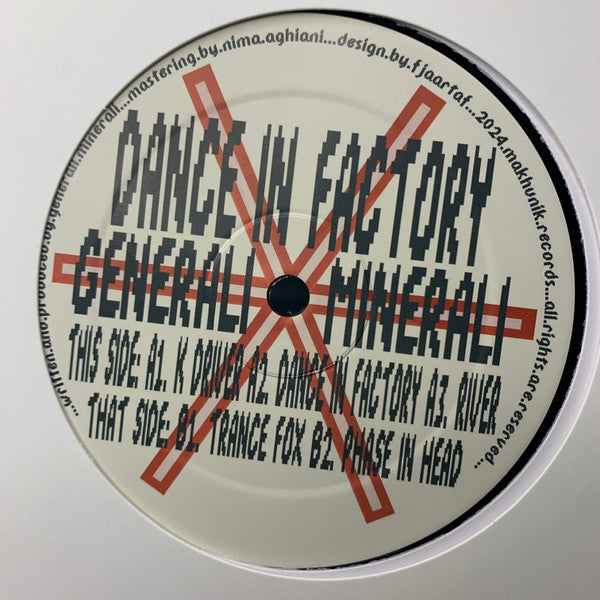 ...written.and.produced.by.generali.minerali...mastering.by.nima.aghiani...design.by.fjaartaf...2024.makhunik.records...all.rights.are.reserved...
DANCE IN FACTORY
GENERALI MINERALI
THIS SIDE: A1. K DRIVER A2. DANCE IN FACTORY A3. RIVER
THAT SIDE: B1. TRANCE FOX B2. PHASE IN HEAD